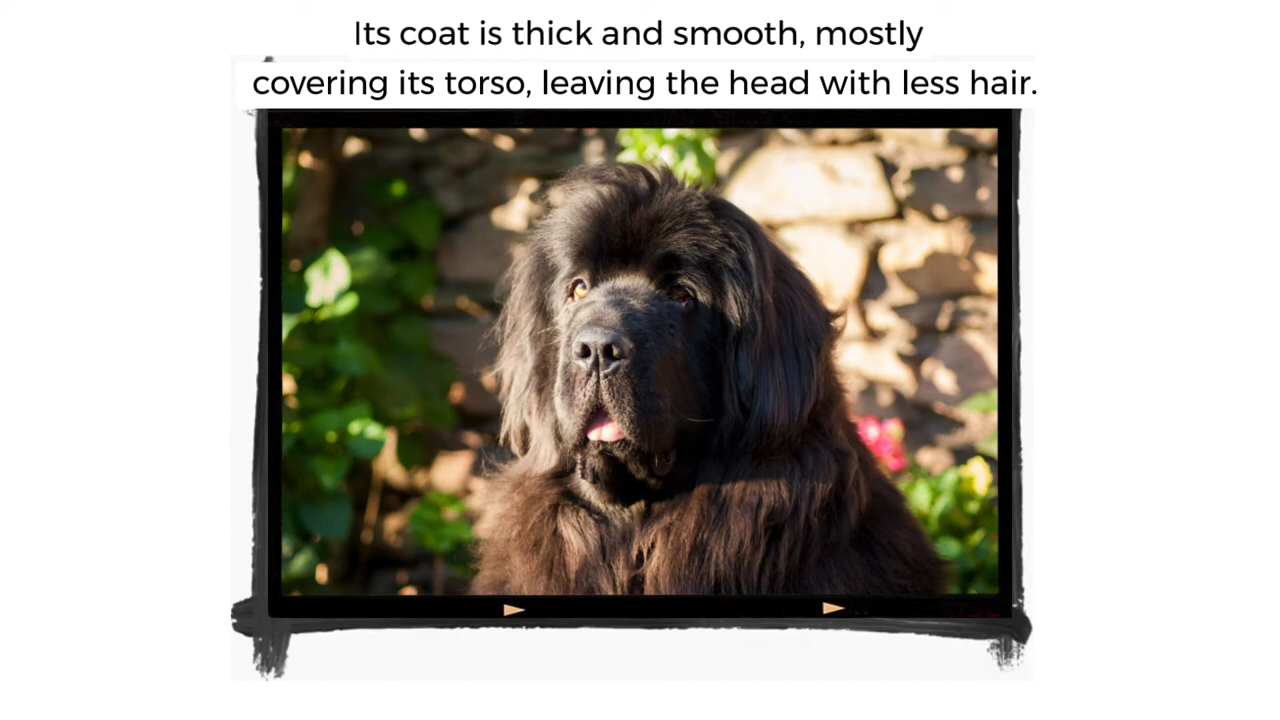 Its coat is thick and smooth, mostly
covering its torso, leaving the head with less hair.